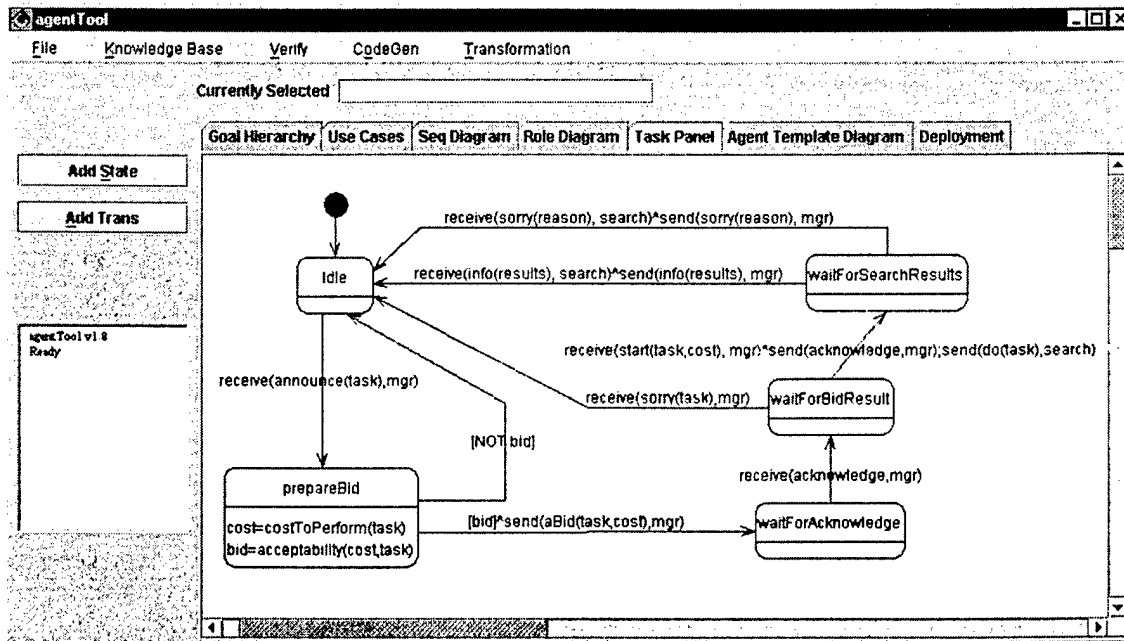 agentTool
File Knowledge Base Verify CodeGen Transformation
Currently Selected
Goal Hierarchy Use Cases Seq Diagram Role Diagram Task Panel Agent Template Diagram Deployment
Add State
Add Trans
agentTool v1.8
Ready
receive(sorry(reason), search)^send(sorry(reason), mgr)
Idle
receive(info(results), search)^send(info(results), mgr)
waitForSearchResults
receive(start(task,cost), mgr)^send(acknowledge,mgr);send(do(task),search)
receive(announce(task),mgr)
receive(sorry(task),mgr)
waitForBidResult
[NOT bid]
receive(acknowledge,mgr)
prepareBid
cost=costToPerform(task)
bid=acceptability(cost,task)
[bid]^send(aBid(task,cost),mgr)
waitForAcknowledge